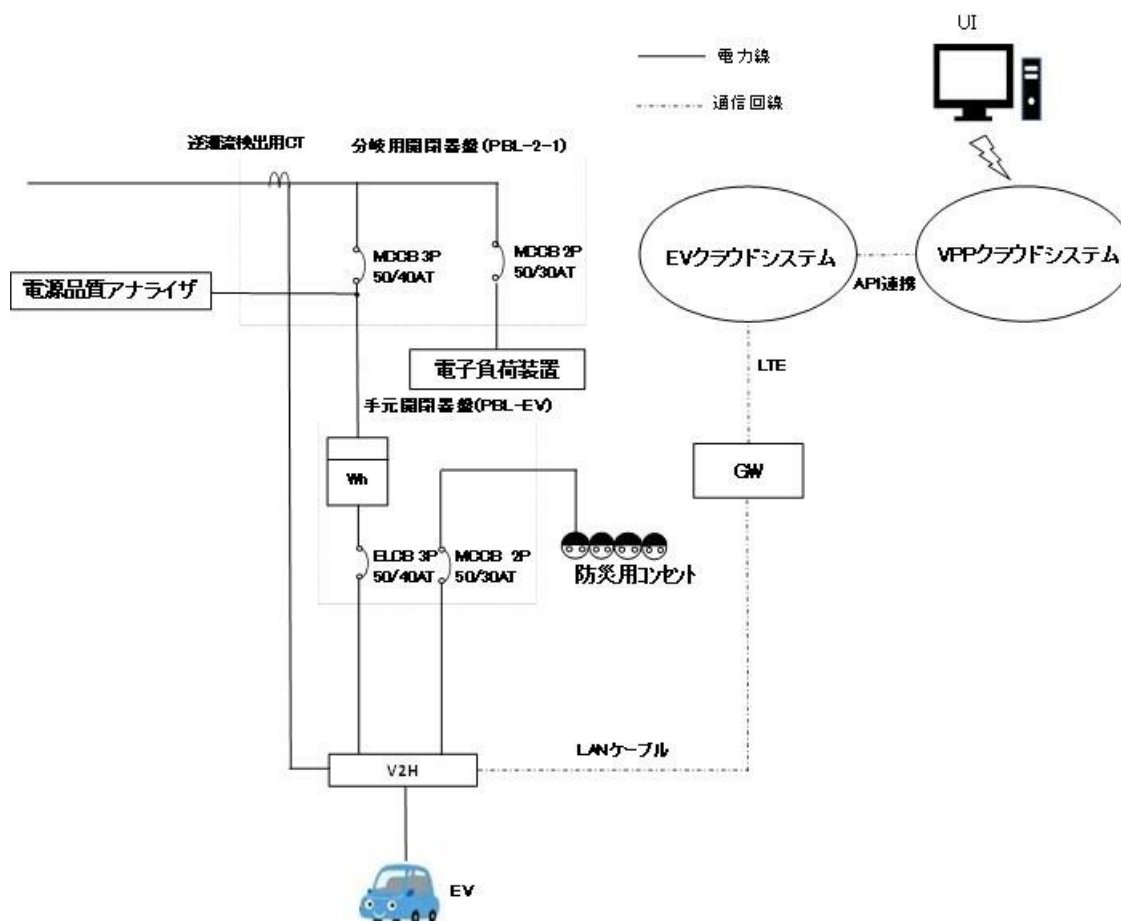 UI
電力線
通信回線
逆潮流検出用CT
分岐用開閉器盤(PBL-2-1)
MCCB 3P
50/40AT
MCCB 2P
50/30AT
電源品質アナライザ
電子負荷装置
EVクラウドシステム
API連携
VPPクラウドシステム
LTE
手元開閉器盤(PBL-EV)
Wh
GW
ELCB 3P
50/40AT
MCCB 2P
50/30AT
防災用コンセント
LANケーブル
V2H
EV